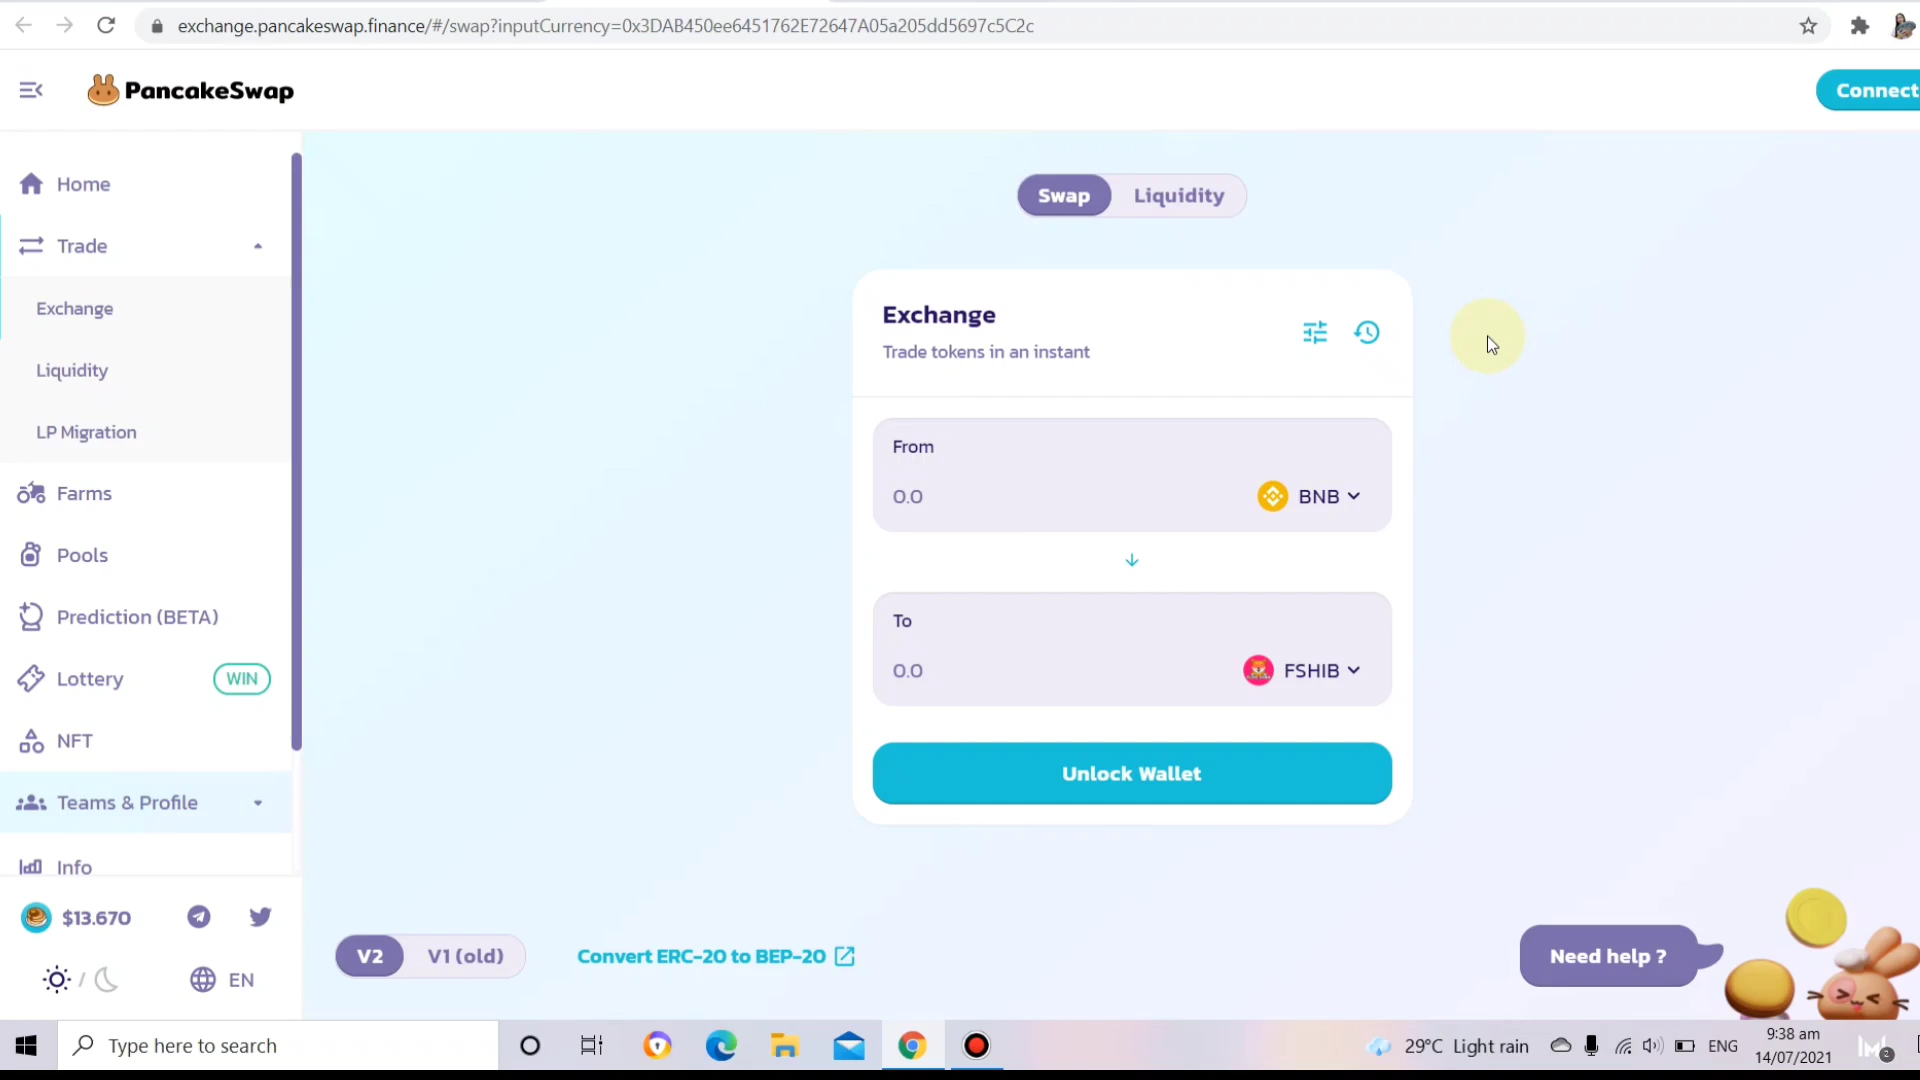 exchange.pancakeswap.finance/#/swap?inputCurrency=0x3DAB450ee6451762E72647A05a205dd5697c5C2c
PancakeSwap
Connect
Home
Trade
Exchange
Liquidity
LP Migration
Farms
Pools
Prediction (BETA)
Lottery
WIN
NFT
Teams & Profile
Info
$13.670
EN
Swap
Liquidity
Exchange
Trade tokens in an instant
From
0.0
BNB
To
0.0
FSHIB
Unlock Wallet
V2
V1 (old)
Convert ERC-20 to BEP-20
Need help ?
Type here to search
29°C Light rain
ENG
9:38 am
14/07/2021
2